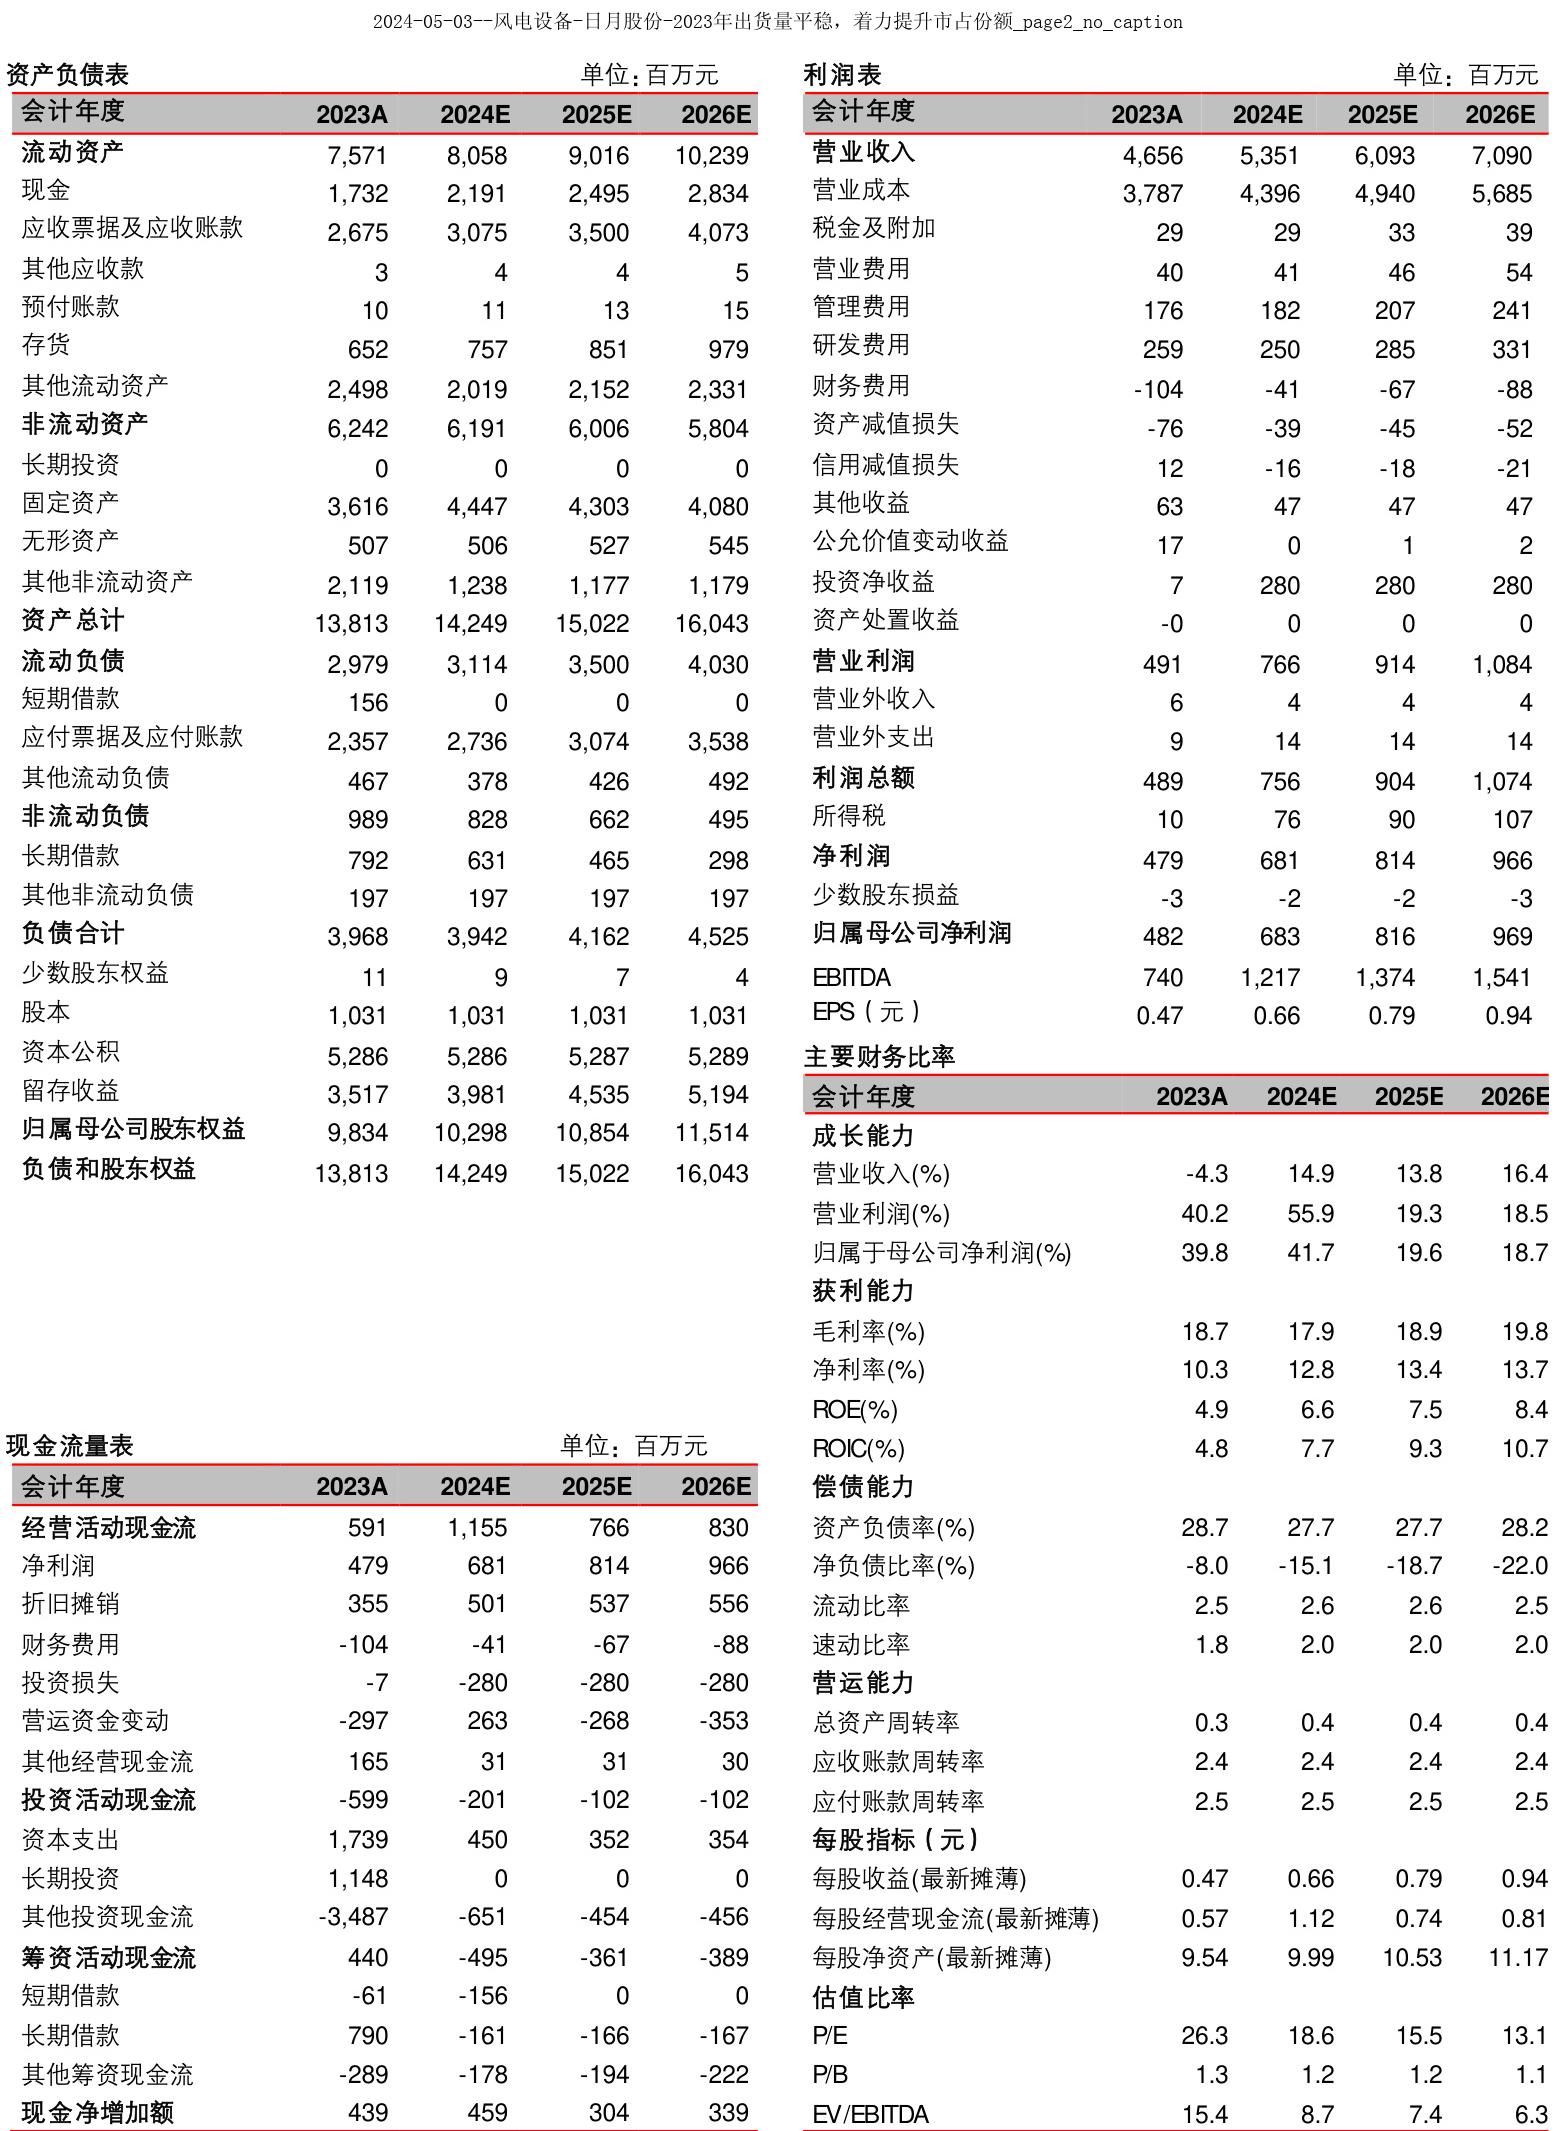 2024-05-03--风电设备-日月股份-2023年出货量平稳，着力提升市占份额_page2_no_caption
资产负债表 单位：百万元
会计年度 2023A 2024E 2025E 2026E
流动资产 7,571 8,058 9,016 10,239
现金 1,732 2,191 2,495 2,834
应收票据及应收账款 2,675 3,075 3,500 4,073
其他应收款 3 4 4 5
预付账款 10 11 13 15
存货 652 757 851 979
其他流动资产 2,498 2,019 2,152 2,331
非流动资产 6,242 6,191 6,006 5,804
长期投资 0 0 0 0
固定资产 3,616 4,447 4,303 4,080
无形资产 507 506 527 545
其他非流动资产 2,119 1,238 1,177 1,179
资产总计 13,813 14,249 15,022 16,043
流动负债 2,979 3,114 3,500 4,030
短期借款 156 0 0 0
应付票据及应付账款 2,357 2,736 3,074 3,538
其他流动负债 467 378 426 492
非流动负债 989 828 662 495
长期借款 792 631 465 298
其他非流动负债 197 197 197 197
负债合计 3,968 3,942 4,162 4,525
少数股东权益 11 9 7 4
股本 1,031 1,031 1,031 1,031
资本公积 5,286 5,286 5,287 5,289
留存收益 3,517 3,981 4,535 5,194
归属母公司股东权益 9,834 10,298 10,854 11,514
负债和股东权益 13,813 14,249 15,022 16,043
现金流量表 单位：百万元
会计年度 2023A 2024E 2025E 2026E
经营活动现金流 591 1,155 766 830
净利润 479 681 814 966
折旧摊销 355 501 537 556
财务费用 -104 -41 -67 -88
投资损失 -7 -280 -280 -280
营运资金变动 -297 263 -268 -353
其他经营现金流 165 31 31 30
投资活动现金流 -599 -201 -102 -102
资本支出 1,739 450 352 354
长期投资 1,148 0 0 0
其他投资现金流 -3,487 -651 -454 -456
筹资活动现金流 440 -495 -361 -389
短期借款 -61 -156 0 0
长期借款 790 -161 -166 -167
其他筹资现金流 -289 -178 -194 -222
现金净增加额 439 459 304 339
利润表 单位：百万元
会计年度 2023A 2024E 2025E 2026E
营业收入 4,656 5,351 6,093 7,090
营业成本 3,787 4,396 4,940 5,685
税金及附加 29 29 33 39
营业费用 40 41 46 54
管理费用 176 182 207 241
研发费用 259 250 285 331
财务费用 -104 -41 -67 -88
资产减值损失 -76 -39 -45 -52
信用减值损失 12 -16 -18 -21
其他收益 63 47 47 47
公允价值变动收益 17 0 1 2
投资净收益 7 280 280 280
资产处置收益 -0 0 0 0
营业利润 491 766 914 1,084
营业外收入 6 4 4 4
营业外支出 9 14 14 14
利润总额 489 756 904 1,074
所得税 10 76 90 107
净利润 479 681 814 966
少数股东损益 -3 -2 -2 -3
归属母公司净利润 482 683 816 969
EBITDA 740 1,217 1,374 1,541
EPS（元） 0.47 0.66 0.79 0.94
主要财务比率
会计年度 2023A 2024E 2025E 2026E
成长能力
营业收入(%) -4.3 14.9 13.8 16.4
营业利润(%) 40.2 55.9 19.3 18.5
归属于母公司净利润(%) 39.8 41.7 19.6 18.7
获利能力
毛利率(%) 18.7 17.9 18.9 19.8
净利率(%) 10.3 12.8 13.4 13.7
ROE(%) 4.9 6.6 7.5 8.4
ROIC(%) 4.8 7.7 9.3 10.7
偿债能力
资产负债率(%) 28.7 27.7 27.7 28.2
净负债比率(%) -8.0 -15.1 -18.7 -22.0
流动比率 2.5 2.6 2.6 2.5
速动比率 1.8 2.0 2.0 2.0
营运能力
总资产周转率 0.3 0.4 0.4 0.4
应收账款周转率 2.4 2.4 2.4 2.4
应付账款周转率 2.5 2.5 2.5 2.5
每股指标（元）
每股收益(最新摊薄) 0.47 0.66 0.79 0.94
每股经营现金流(最新摊薄) 0.57 1.12 0.74 0.81
每股净资产(最新摊薄) 9.54 9.99 10.53 11.17
估值比率
P/E 26.3 18.6 15.5 13.1
P/B 1.3 1.2 1.2 1.1
EV/EBITDA 15.4 8.7 7.4 6.3